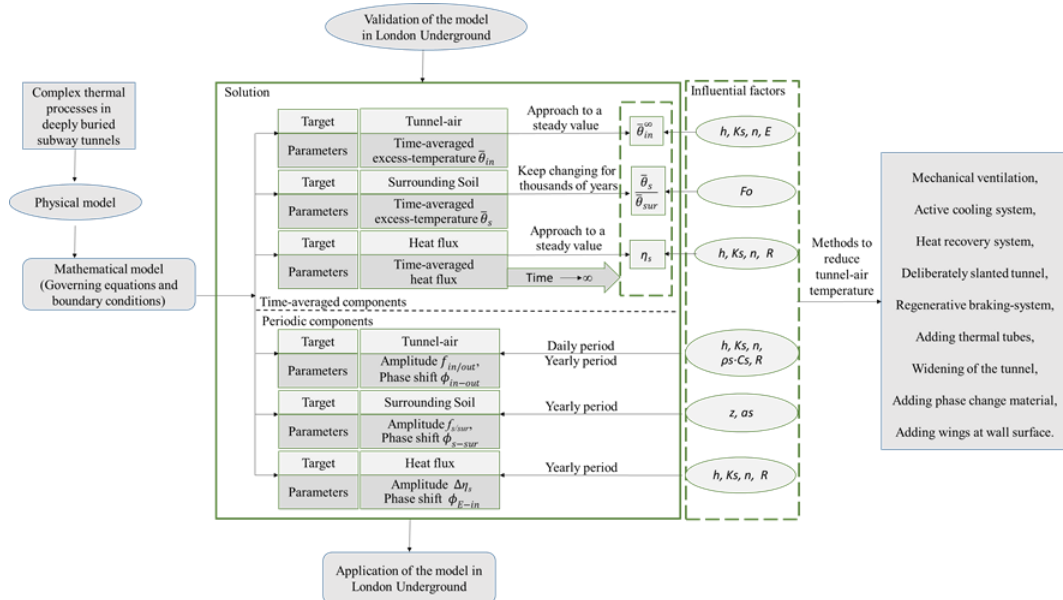 Validation of the model
in London Underground
Complex thermal
processes in
deeply buried
subway tunnels
Physical model
Mathematical model
(Governing equations and
boundary conditions)
Solution
Target
Tunnel-air
Parameters
Time-averaged
excess-temperature θ̅in
Approach to a
steady value
θ̅in∞
Target
Surrounding Soil
Parameters
Time-averaged
excess-temperature θ̅s
Keep changing for
thousands of years
θ̅s
θ̅sur
Target
Heat flux
Parameters
Time-averaged
heat flux
Approach to a
steady value
ηs
Time →∞
Time-averaged components
Periodic components
Target
Tunnel-air
Parameters
Amplitude fin/out,
Phase shift ϕin−out
Daily period
Yearly period
Target
Surrounding Soil
Parameters
Amplitude fs/sur,
Phase shift ϕs−sur
Yearly period
Target
Heat flux
Parameters
Amplitude Δηs
Phase shift ϕE−in
Yearly period
Influential factors
h, Ks, n, E
Fo
h, Ks, n, R
h, Ks, n,
ρs·Cs, R
z, as
h, Ks, n, R
Methods to
reduce
tunnel-air
temperature
Mechanical ventilation,
Active cooling system,
Heat recovery system,
Deliberately slanted tunnel,
Regenerative braking-system,
Adding thermal tubes,
Widening of the tunnel,
Adding phase change material,
Adding wings at wall surface.
Application of the model in
London Underground